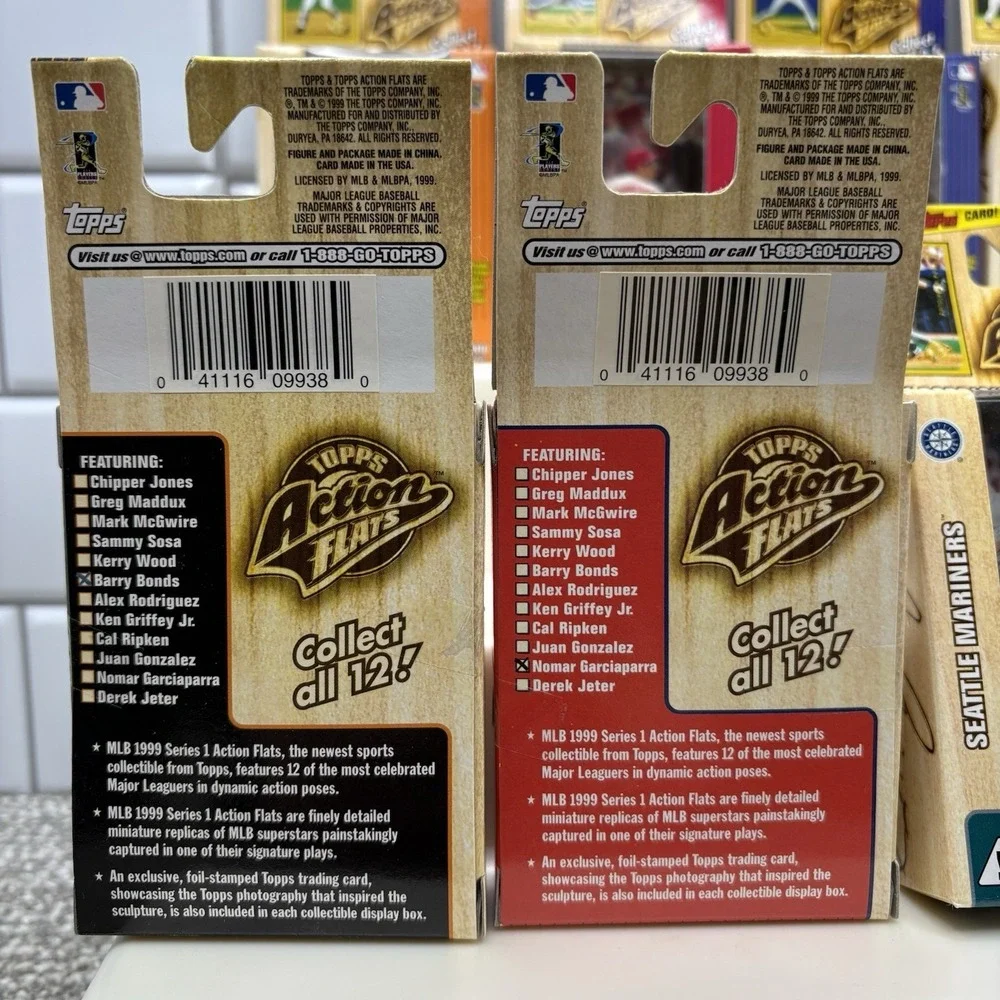 TOPPS & TOPPS ACTION FLATS ARE
TRADEMARKS OF THE TOPPS COMPANY, INC.
®, TM & © 1999 THE TOPPS COMPANY, INC.
MANUFACTURED FOR AND DISTRIBUTED BY
THE TOPPS COMPANY, INC.,
DURYEA, PA 18642. ALL RIGHTS RESERVED.
FIGURE AND PACKAGE MADE IN CHINA.
CARD MADE IN THE USA.
LICENSED BY MLB & MLBPA, 1999.
MAJOR LEAGUE BASEBALL
TRADEMARKS & COPYRIGHTS ARE
USED WITH PERMISSION OF MAJOR
LEAGUE BASEBALL PROPERTIES, INC.
Topps
Visit us @ www.topps.com or call 1-888-GO-TOPPS
0 41116 09938 0
FEATURING:
Chipper Jones
Greg Maddux
Mark McGwire
Sammy Sosa
Kerry Wood
Barry Bonds
Alex Rodriguez
Ken Griffey Jr.
Cal Ripken
Juan Gonzalez
Nomar Garciaparra
Derek Jeter
TOPPS
Action
FLATS
TM
Collect
all 12!
★ MLB 1999 Series 1 Action Flats, the newest sports
collectible from Topps, features 12 of the most celebrated
Major Leaguers in dynamic action poses.
★ MLB 1999 Series 1 Action Flats are finely detailed
miniature replicas of MLB superstars painstakingly
captured in one of their signature plays.
★ An exclusive, foil-stamped Topps trading card,
showcasing the Topps photography that inspired the
sculpture, is also included in each collectible display box.
TOPPS & TOPPS ACTION FLATS ARE
TRADEMARKS OF THE TOPPS COMPANY, INC.
®, TM & © 1999 THE TOPPS COMPANY, INC.
MANUFACTURED FOR AND DISTRIBUTED BY
THE TOPPS COMPANY, INC.,
DURYEA, PA 18642. ALL RIGHTS RESERVED.
FIGURE AND PACKAGE MADE IN CHINA.
CARD MADE IN THE USA.
LICENSED BY MLB & MLBPA, 1999.
MAJOR LEAGUE BASEBALL
TRADEMARKS & COPYRIGHTS ARE
USED WITH PERMISSION OF MAJOR
LEAGUE BASEBALL PROPERTIES, INC.
Topps
Visit us @ www.topps.com or call 1-888-GO-TOPPS
0 41116 09938 0
FEATURING:
Chipper Jones
Greg Maddux
Mark McGwire
Sammy Sosa
Kerry Wood
Barry Bonds
Alex Rodriguez
Ken Griffey Jr.
Cal Ripken
Juan Gonzalez
Nomar Garciaparra
Derek Jeter
TOPPS
Action
FLATS
TM
Collect
all 12!
★ MLB 1999 Series 1 Action Flats, the newest sports
collectible from Topps, features 12 of the most celebrated
Major Leaguers in dynamic action poses.
★ MLB 1999 Series 1 Action Flats are finely detailed
miniature replicas of MLB superstars painstakingly
captured in one of their signature plays.
★ An exclusive, foil-stamped Topps trading card,
showcasing the Topps photography that inspired the
sculpture, is also included in each collectible display box.
SEATTLE MARINERS